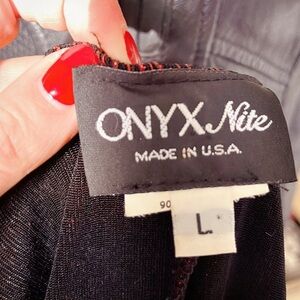 ONYX Nite
MADE IN U.S.A.
90
L